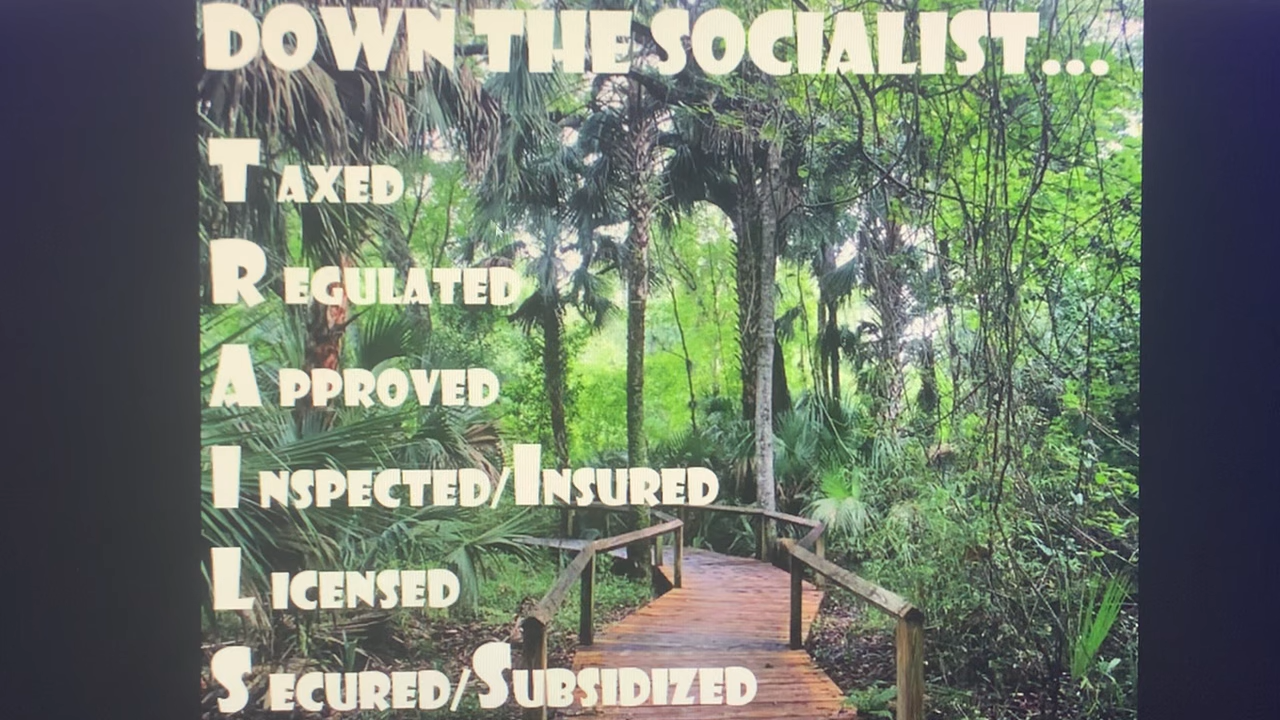 DOWN THE SOCIALIST...
TAXED
REGULATED
APPROVED
INSPECTED/INSURED
LICENSED
SECURED/SUBSIDIZED